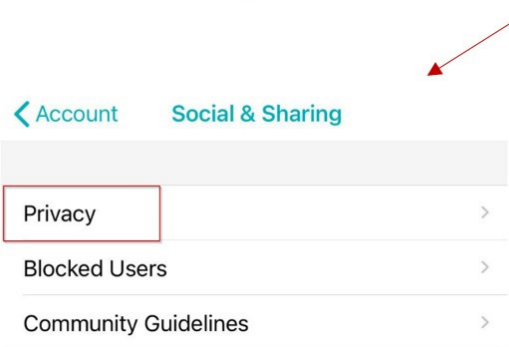 Account Social & Sharing
Privacy
Blocked Users
Community Guidelines